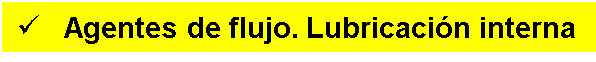 ✓ Agentes de flujo. Lubricación interna